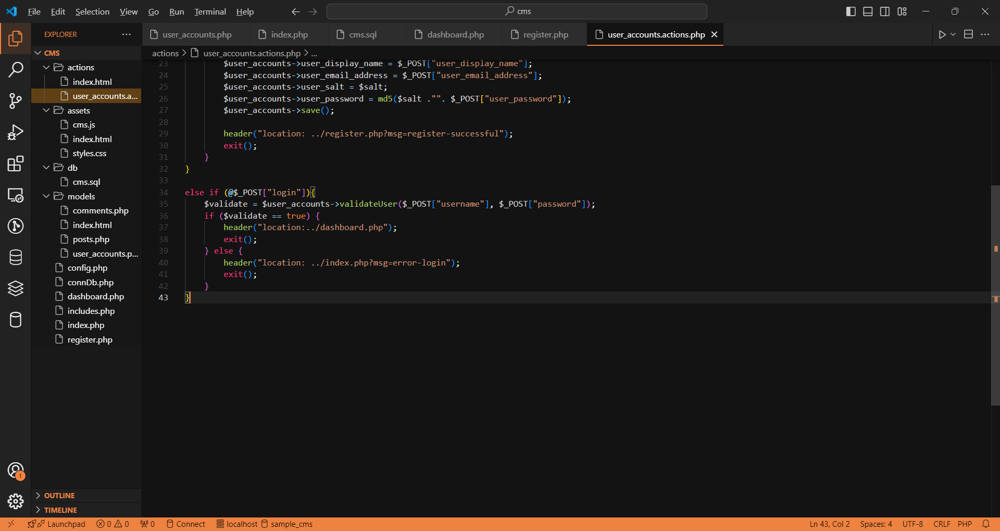 File Edit Selection View Go Run Terminal Help
cms
EXPLORER
user_accounts.php
index.php
cms.sql
dashboard.php
register.php
user_accounts.actions.php
actions > user_accounts.actions.php > ...
CMS
actions
index.html
user_accounts.a...
assets
cms.js
index.html
styles.css
db
cms.sql
models
comments.php
index.html
posts.php
user_accounts.p...
config.php
connDb.php
dashboard.php
includes.php
index.php
register.php
OUTLINE
TIMELINE
1
23 $user_accounts->user_display_name = $_POST["user_display_name"];
24 $user_accounts->user_email_address = $_POST["user_email_address"];
25 $user_accounts->user_salt = $salt;
26 $user_accounts->user_password = md5($salt ."". $_POST["user_password"]);
27 $user_accounts->save();
28
29 header("location: ../register.php?msg=register-successful");
30 exit();
31 }
32 }
33
34 else if (@$_POST["login"]){
35 $validate = $user_accounts->validateUser($_POST["username"], $_POST["password"]);
36 if ($validate == true) {
37 header("location:../dashboard.php");
38 exit();
39 } else {
40 header("location: ../index.php?msg=error-login");
41 exit();
42 }
43 }
Launchpad 0 0 0 Connect localhost sample_cms Ln 43, Col 2 Spaces: 4 UTF-8 CRLF PHP